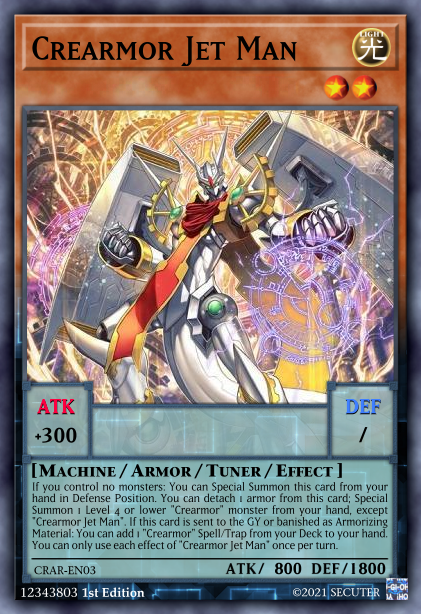 Crearmor Jet Man
LIGHT
光
ATK
DEF
+300
/
[Machine / Armor / Tuner / Effect]
If you control no monsters: You can Special Summon this card from your
hand in Defense Position. You can detach 1 armor from this card; Special
Summon 1 Level 4 or lower "Crearmor" monster from your hand, except
"Crearmor Jet Man". If this card is sent to the GY or banished as Armorizing
Material: You can add 1 "Crearmor" Spell/Trap from your Deck to your hand.
You can only use each effect of "Crearmor Jet Man" once per turn.
CRAR-EN03
ATK/ 800 DEF/1800
12343803 1st Edition
©2021 SECUTER